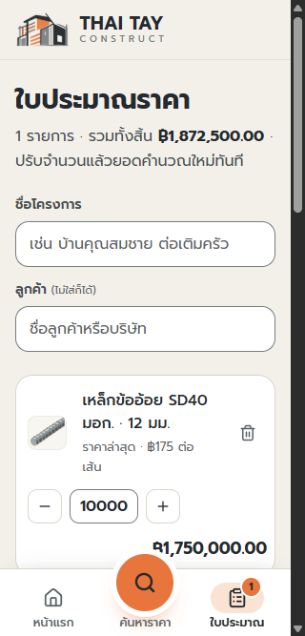 THAI TAY
CONSTRUCT
ใบประมาณราคา
1 รายการ · รวมทั้งสิ้น ฿1,872,500.00 ·
ปรับจำนวนแล้วยอดคำนวณใหม่ทันที
ชื่อโครงการ
เช่น บ้านคุณสมชาย ต่อเติมครัว
ลูกค้า (ไม่ใส่ก็ได้)
ชื่อลูกค้าหรือบริษัท
เหล็กข้ออ้อย SD40
มอก. · 12 มม.
ราคาล่าสุด · ฿175 ต่อ
เส้น
− 10000 +
฿1,750,000.00
1
หน้าแรก ค้นหาราคา ใบประมาณ